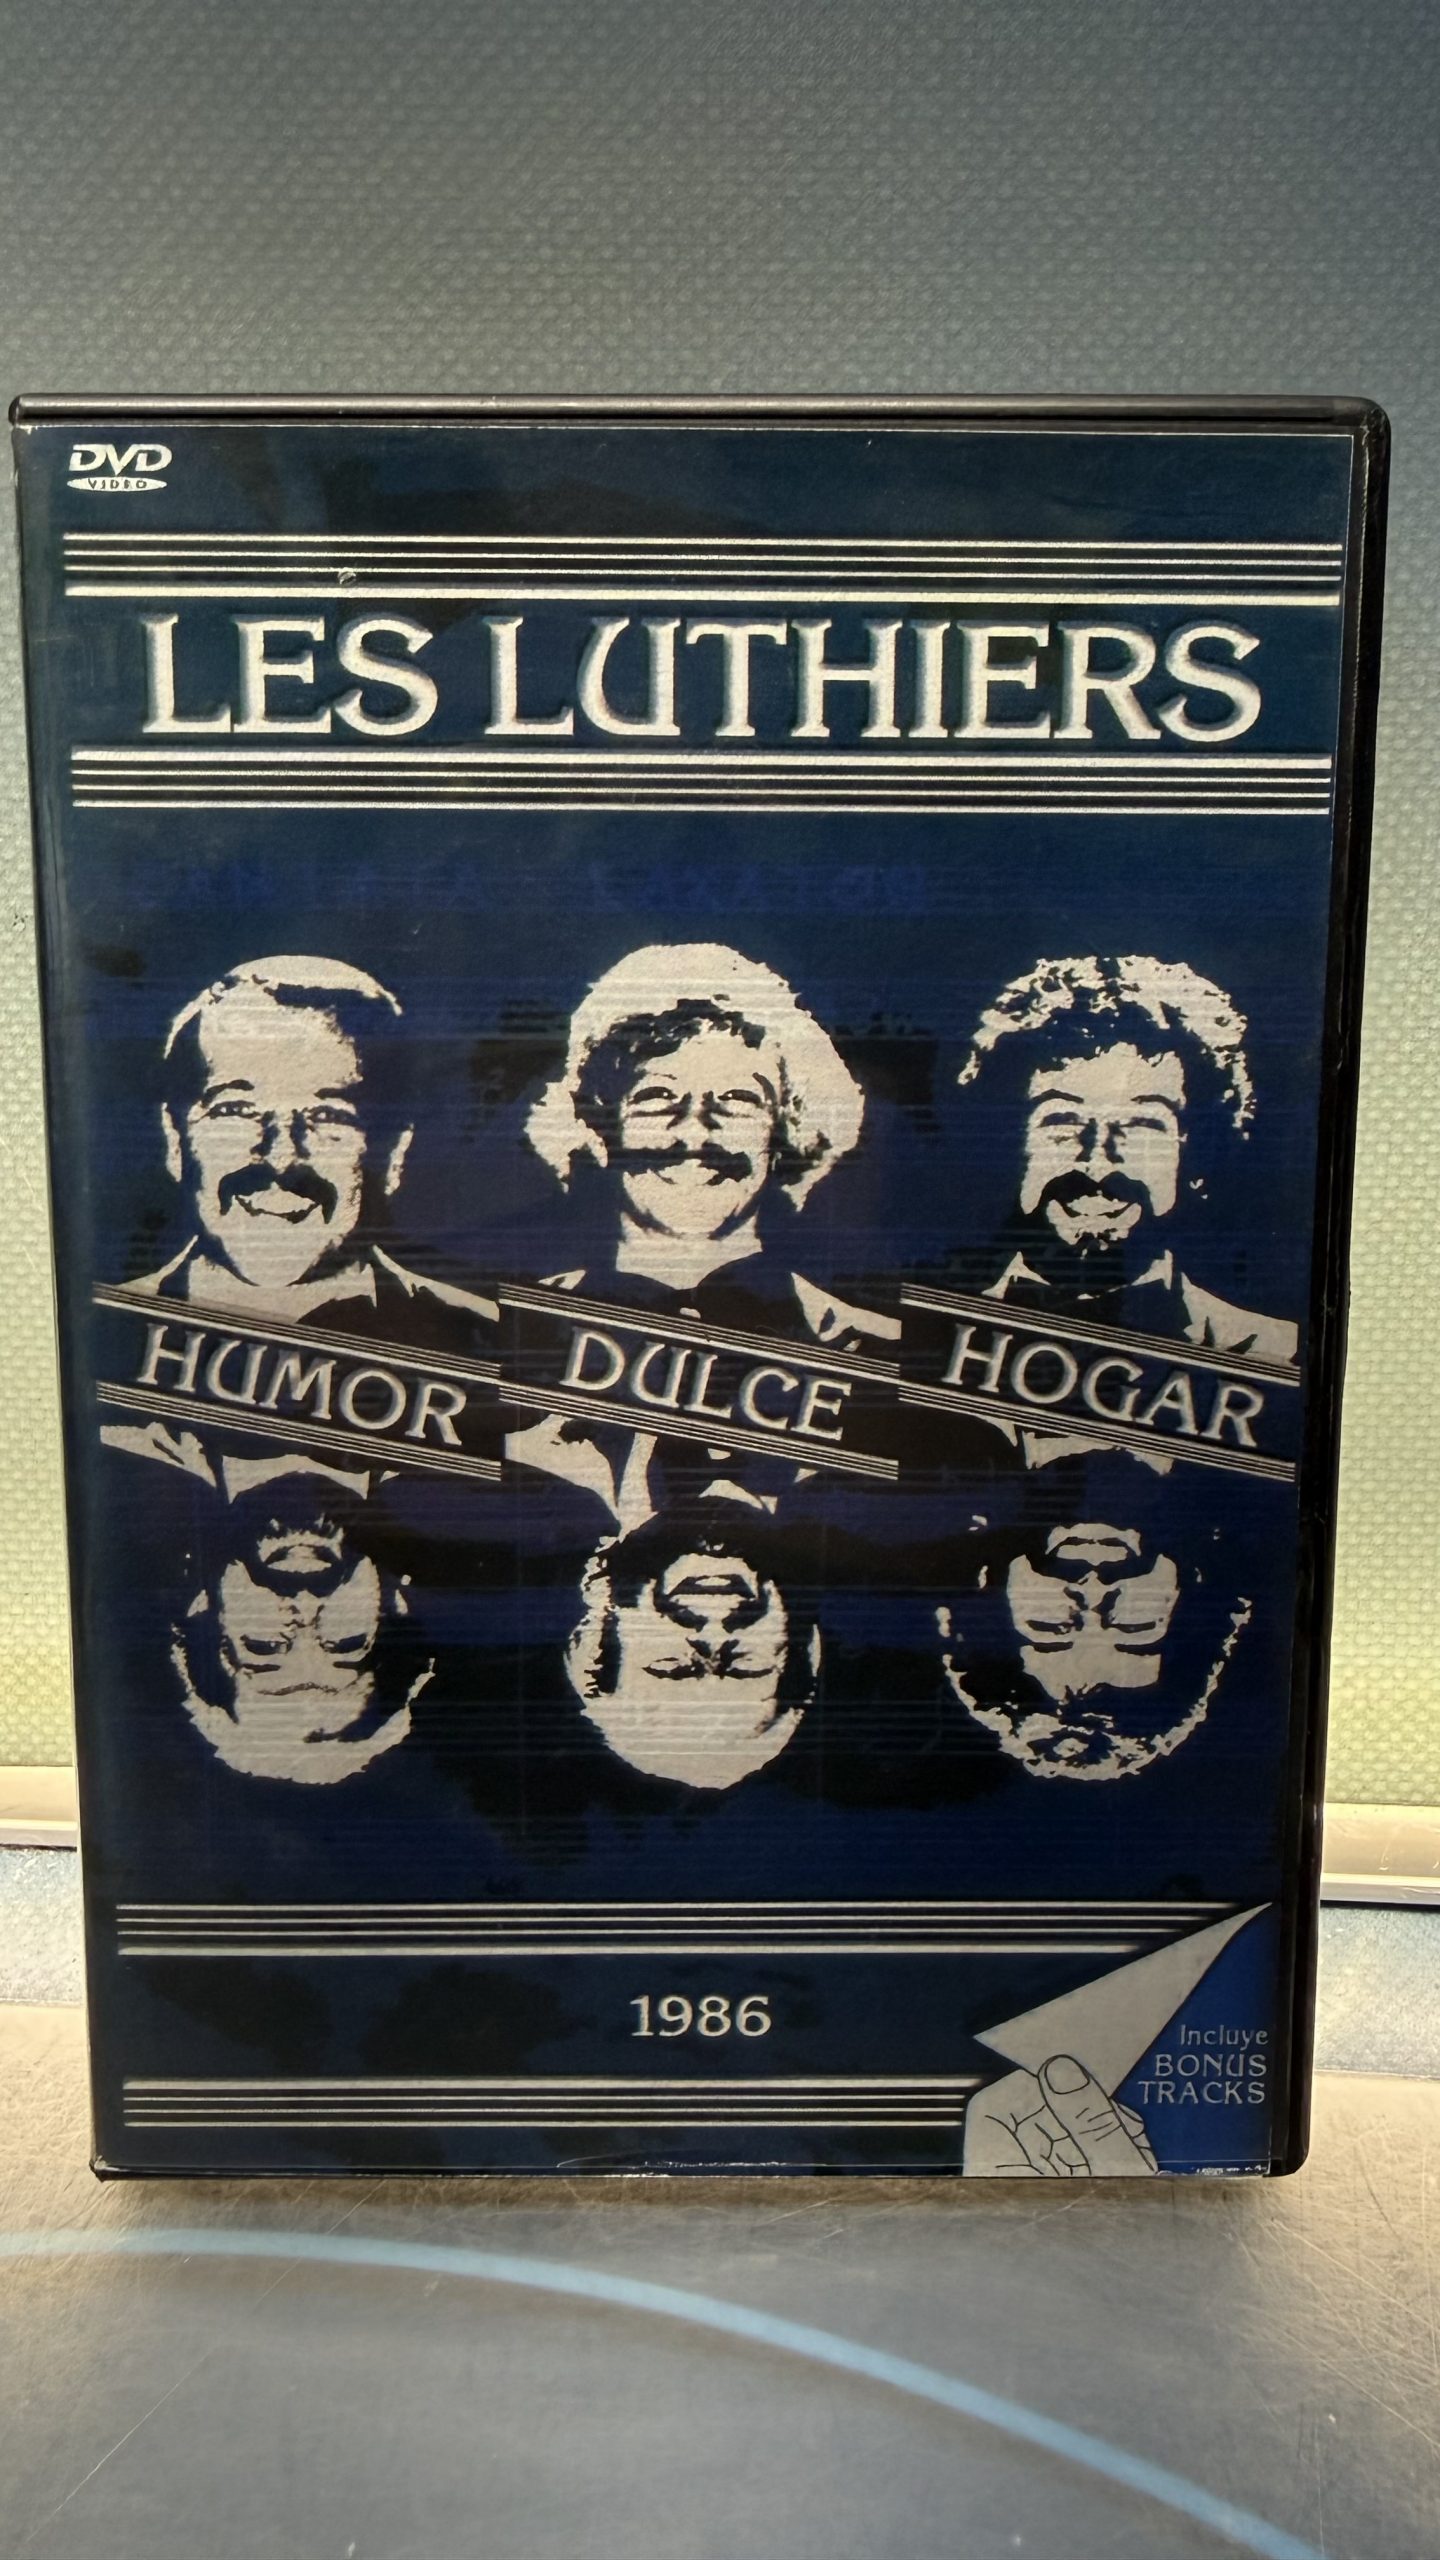 DVD
VIDEO
LES LUTHIERS
HUMOR DULCE HOGAR
1986
Incluye
BONUS
TRACKS